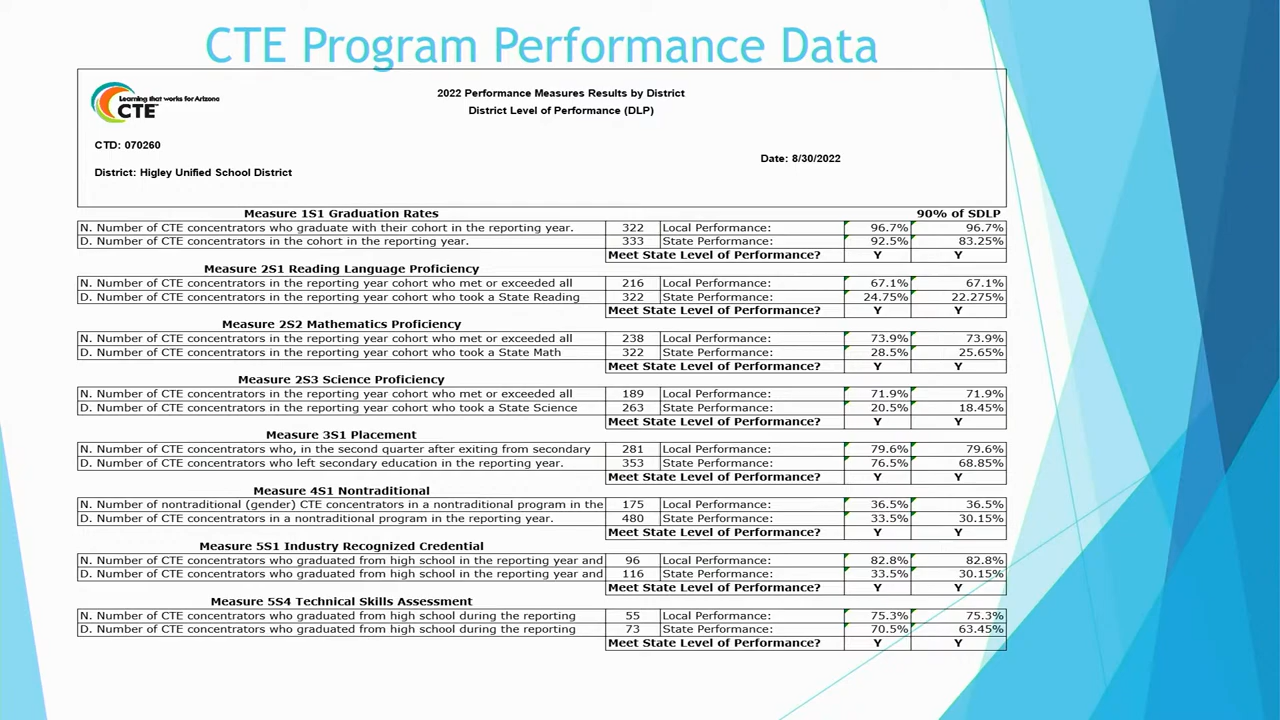 CTE Program Performance Data
Learning that works for Arizona
CTE
2022 Performance Measures Results by District
District Level of Performance (DLP)
CTD: 070260
Date: 8/30/2022
District: Higley Unified School District
Measure 1S1 Graduation Rates 90% of SDLP
N. Number of CTE concentrators who graduate with their cohort in the reporting year. 322 Local Performance: 96.7% 96.7%
D. Number of CTE concentrators in the cohort in the reporting year. 333 State Performance: 92.5% 83.25%
Meet State Level of Performance? Y Y
Measure 2S1 Reading Language Proficiency
N. Number of CTE concentrators in the reporting year cohort who met or exceeded all 216 Local Performance: 67.1% 67.1%
D. Number of CTE concentrators in the reporting year cohort who took a State Reading 322 State Performance: 24.75% 22.275%
Meet State Level of Performance? Y Y
Measure 2S2 Mathematics Proficiency
N. Number of CTE concentrators in the reporting year cohort who met or exceeded all 238 Local Performance: 73.9% 73.9%
D. Number of CTE concentrators in the reporting year cohort who took a State Math 322 State Performance: 28.5% 25.65%
Meet State Level of Performance? Y Y
Measure 2S3 Science Proficiency
N. Number of CTE concentrators in the reporting year cohort who met or exceeded all 189 Local Performance: 71.9% 71.9%
D. Number of CTE concentrators in the reporting year cohort who took a State Science 263 State Performance: 20.5% 18.45%
Meet State Level of Performance? Y Y
Measure 3S1 Placement
N. Number of CTE concentrators who, in the second quarter after exiting from secondary 281 Local Performance: 79.6% 79.6%
D. Number of CTE concentrators who left secondary education in the reporting year. 353 State Performance: 76.5% 68.85%
Meet State Level of Performance? Y Y
Measure 4S1 Nontraditional
N. Number of nontraditional (gender) CTE concentrators in a nontraditional program in the 175 Local Performance: 36.5% 36.5%
D. Number of CTE concentrators in a nontraditional program in the reporting year. 480 State Performance: 33.5% 30.15%
Meet State Level of Performance? Y Y
Measure 5S1 Industry Recognized Credential
N. Number of CTE concentrators who graduated from high school in the reporting year and 96 Local Performance: 82.8% 82.8%
D. Number of CTE concentrators who graduated from high school in the reporting year and 116 State Performance: 33.5% 30.15%
Meet State Level of Performance? Y Y
Measure 5S4 Technical Skills Assessment
N. Number of CTE concentrators who graduated from high school during the reporting 55 Local Performance: 75.3% 75.3%
D. Number of CTE concentrators who graduated from high school during the reporting 73 State Performance: 70.5% 63.45%
Meet State Level of Performance? Y Y